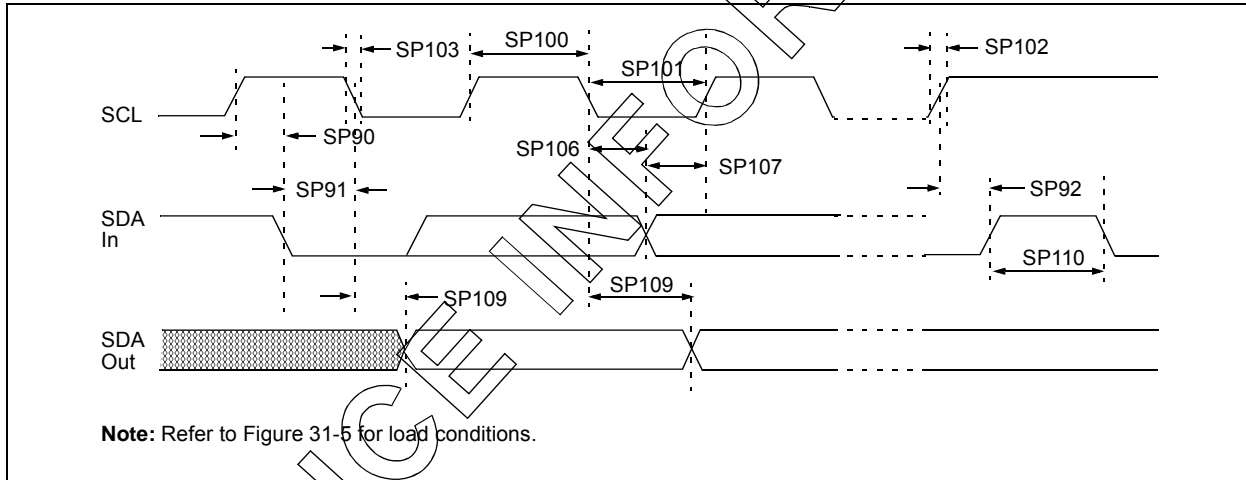 SP103
SP100
SP101
SP102
SCL
SP90
SP106
SP107
SP91
SP92
SDA
In
SP110
SP109
SP109
SDA
Out
Note: Refer to Figure 31-5 for load conditions.